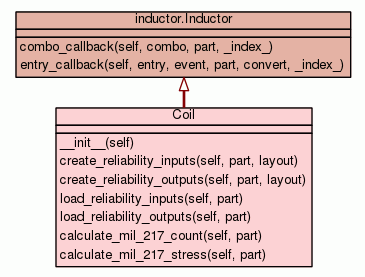 inductor.Inductor
combo_callback(self, combo, part, _index_)
entry_callback(self, entry, event, part, convert, _index_)
Coil
__init__(self)
create_reliability_inputs(self, part, layout)
create_reliability_outputs(self, part, layout)
load_reliability_inputs(self, part)
load_reliability_outputs(self, part)
calculate_mil_217_count(self, part)
calculate_mil_217_stress(self, part)